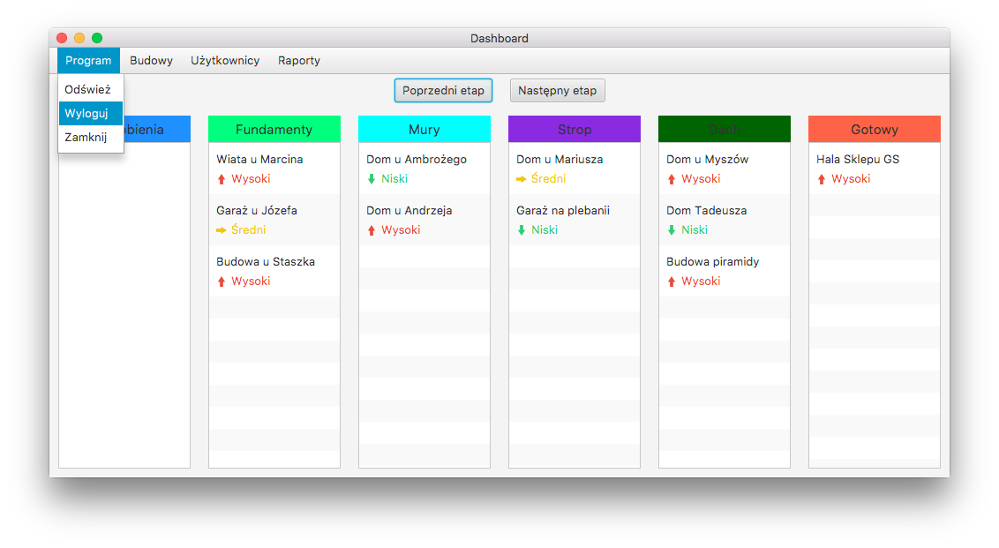 Dashboard
Program Budowy Użytkownicy Raporty
Odśwież
Wyloguj
Zamknij
Poprzedni etap Następny etap
Fundamenty Mury Strop Dach Gotowy
Wiata u Marcina
Wysoki
Garaż u Józefa
Średni
Budowa u Staszka
Wysoki
Dom u Ambrożego
Niski
Dom u Andrzeja
Wysoki
Dom u Mariusza
Średni
Garaż na plebanii
Niski
Dom u Myszów
Wysoki
Dom Tadeusza
Niski
Budowa piramidy
Wysoki
Hala Sklepu GS
Wysoki